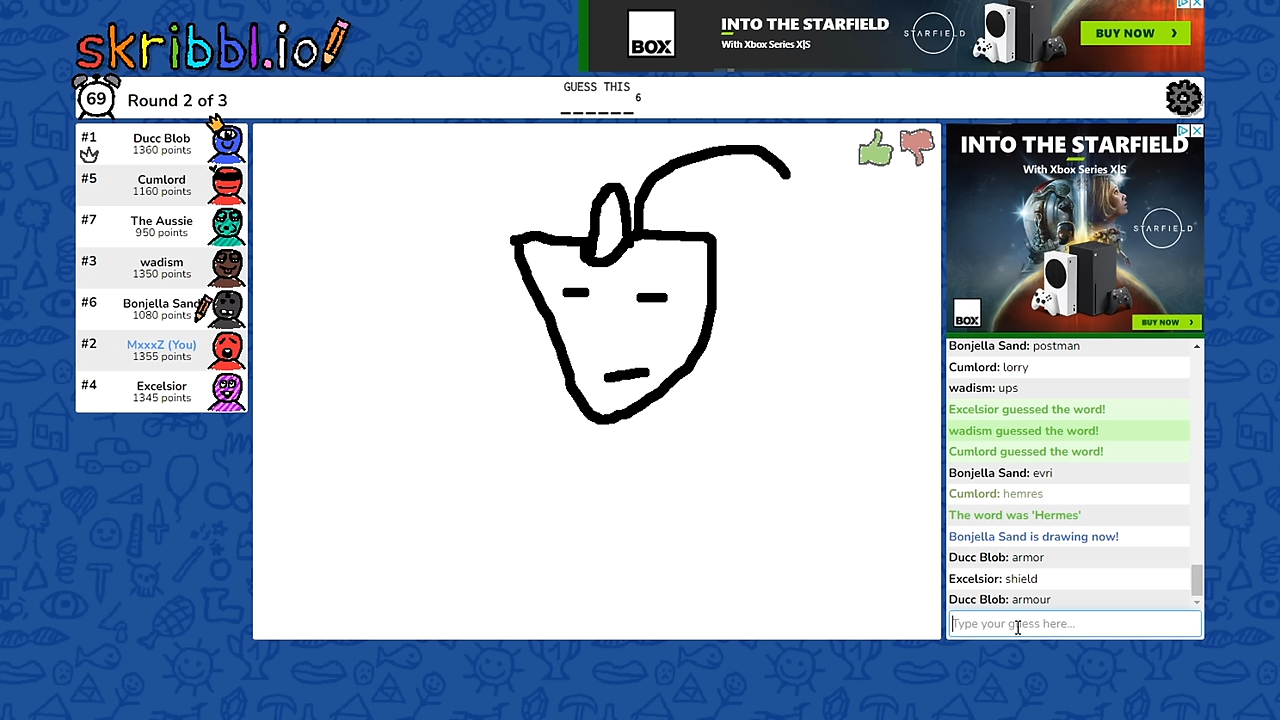 skribbl.io
BOX
INTO THE STARFIELD
With Xbox Series X|S
STARFIELD
BUY NOW
69
Round 2 of 3
GUESS THIS
6
______
#1
Ducc Blob
1360 points
#5
Cumlord
1160 points
#7
The Aussie
950 points
#3
wadism
1350 points
#6
Bonjella Sand
1080 points
#2
MxxxZ (You)
1355 points
#4
Excelsior
1345 points
INTO THE STARFIELD
With Xbox Series X|S
STARFIELD
BOX
BUY NOW
Bonjella Sand: postman
Cumlord: lorry
wadism: ups
Excelsior guessed the word!
wadism guessed the word!
Cumlord guessed the word!
Bonjella Sand: evri
Cumlord: hemres
The word was 'Hermes'
Bonjella Sand is drawing now!
Ducc Blob: armor
Excelsior: shield
Ducc Blob: armour
Type your guess here...